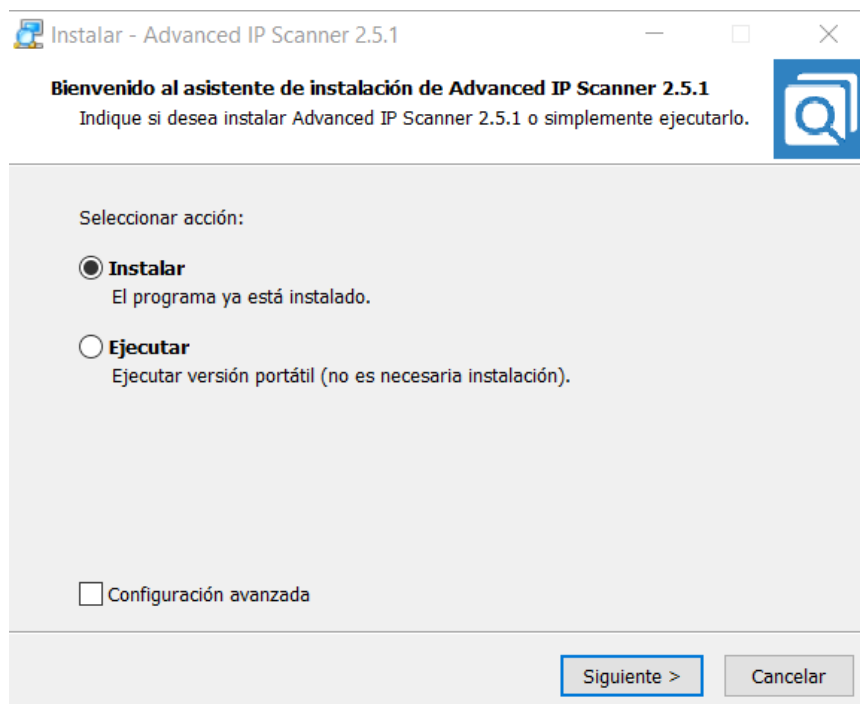 Instalar - Advanced IP Scanner 2.5.1
Bienvenido al asistente de instalación de Advanced IP Scanner 2.5.1
Indique si desea instalar Advanced IP Scanner 2.5.1 o simplemente ejecutarlo.
Seleccionar acción:
Instalar
El programa ya está instalado.
Ejecutar
Ejecutar versión portátil (no es necesaria instalación).
Configuración avanzada
Siguiente >
Cancelar